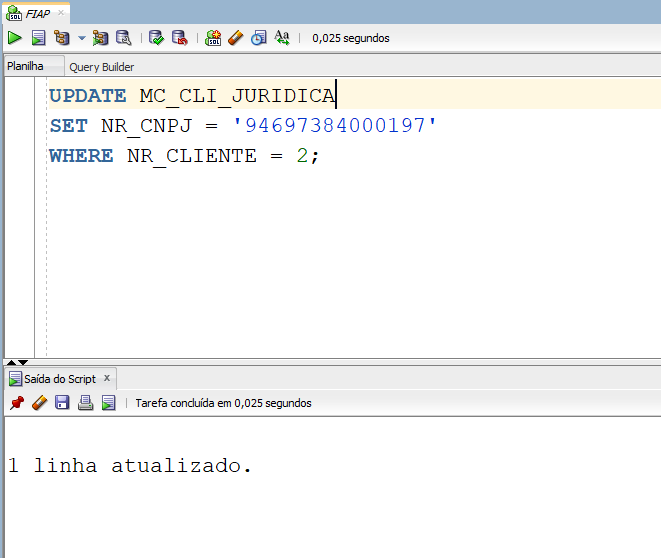 FIAP
0,025 segundos
Planilha Query Builder
UPDATE MC_CLI_JURIDICA
SET NR_CNPJ = '94697384000197'
WHERE NR_CLIENTE = 2;
Saída do Script x
Tarefa concluída em 0,025 segundos
1 linha atualizado.